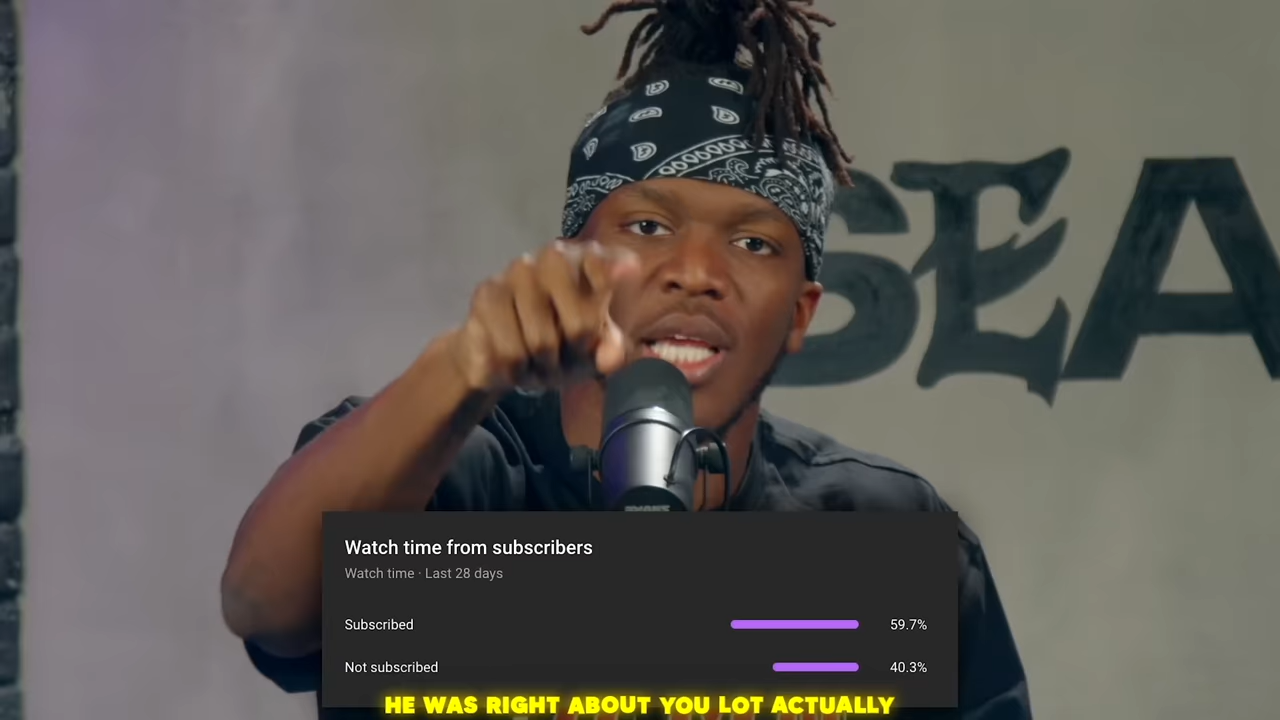 SEA
Watch time from subscribers
Watch time · Last 28 days
Subscribed 59.7%
Not subscribed 40.3%
HE WAS RIGHT ABOUT YOU LOT ACTUALLY